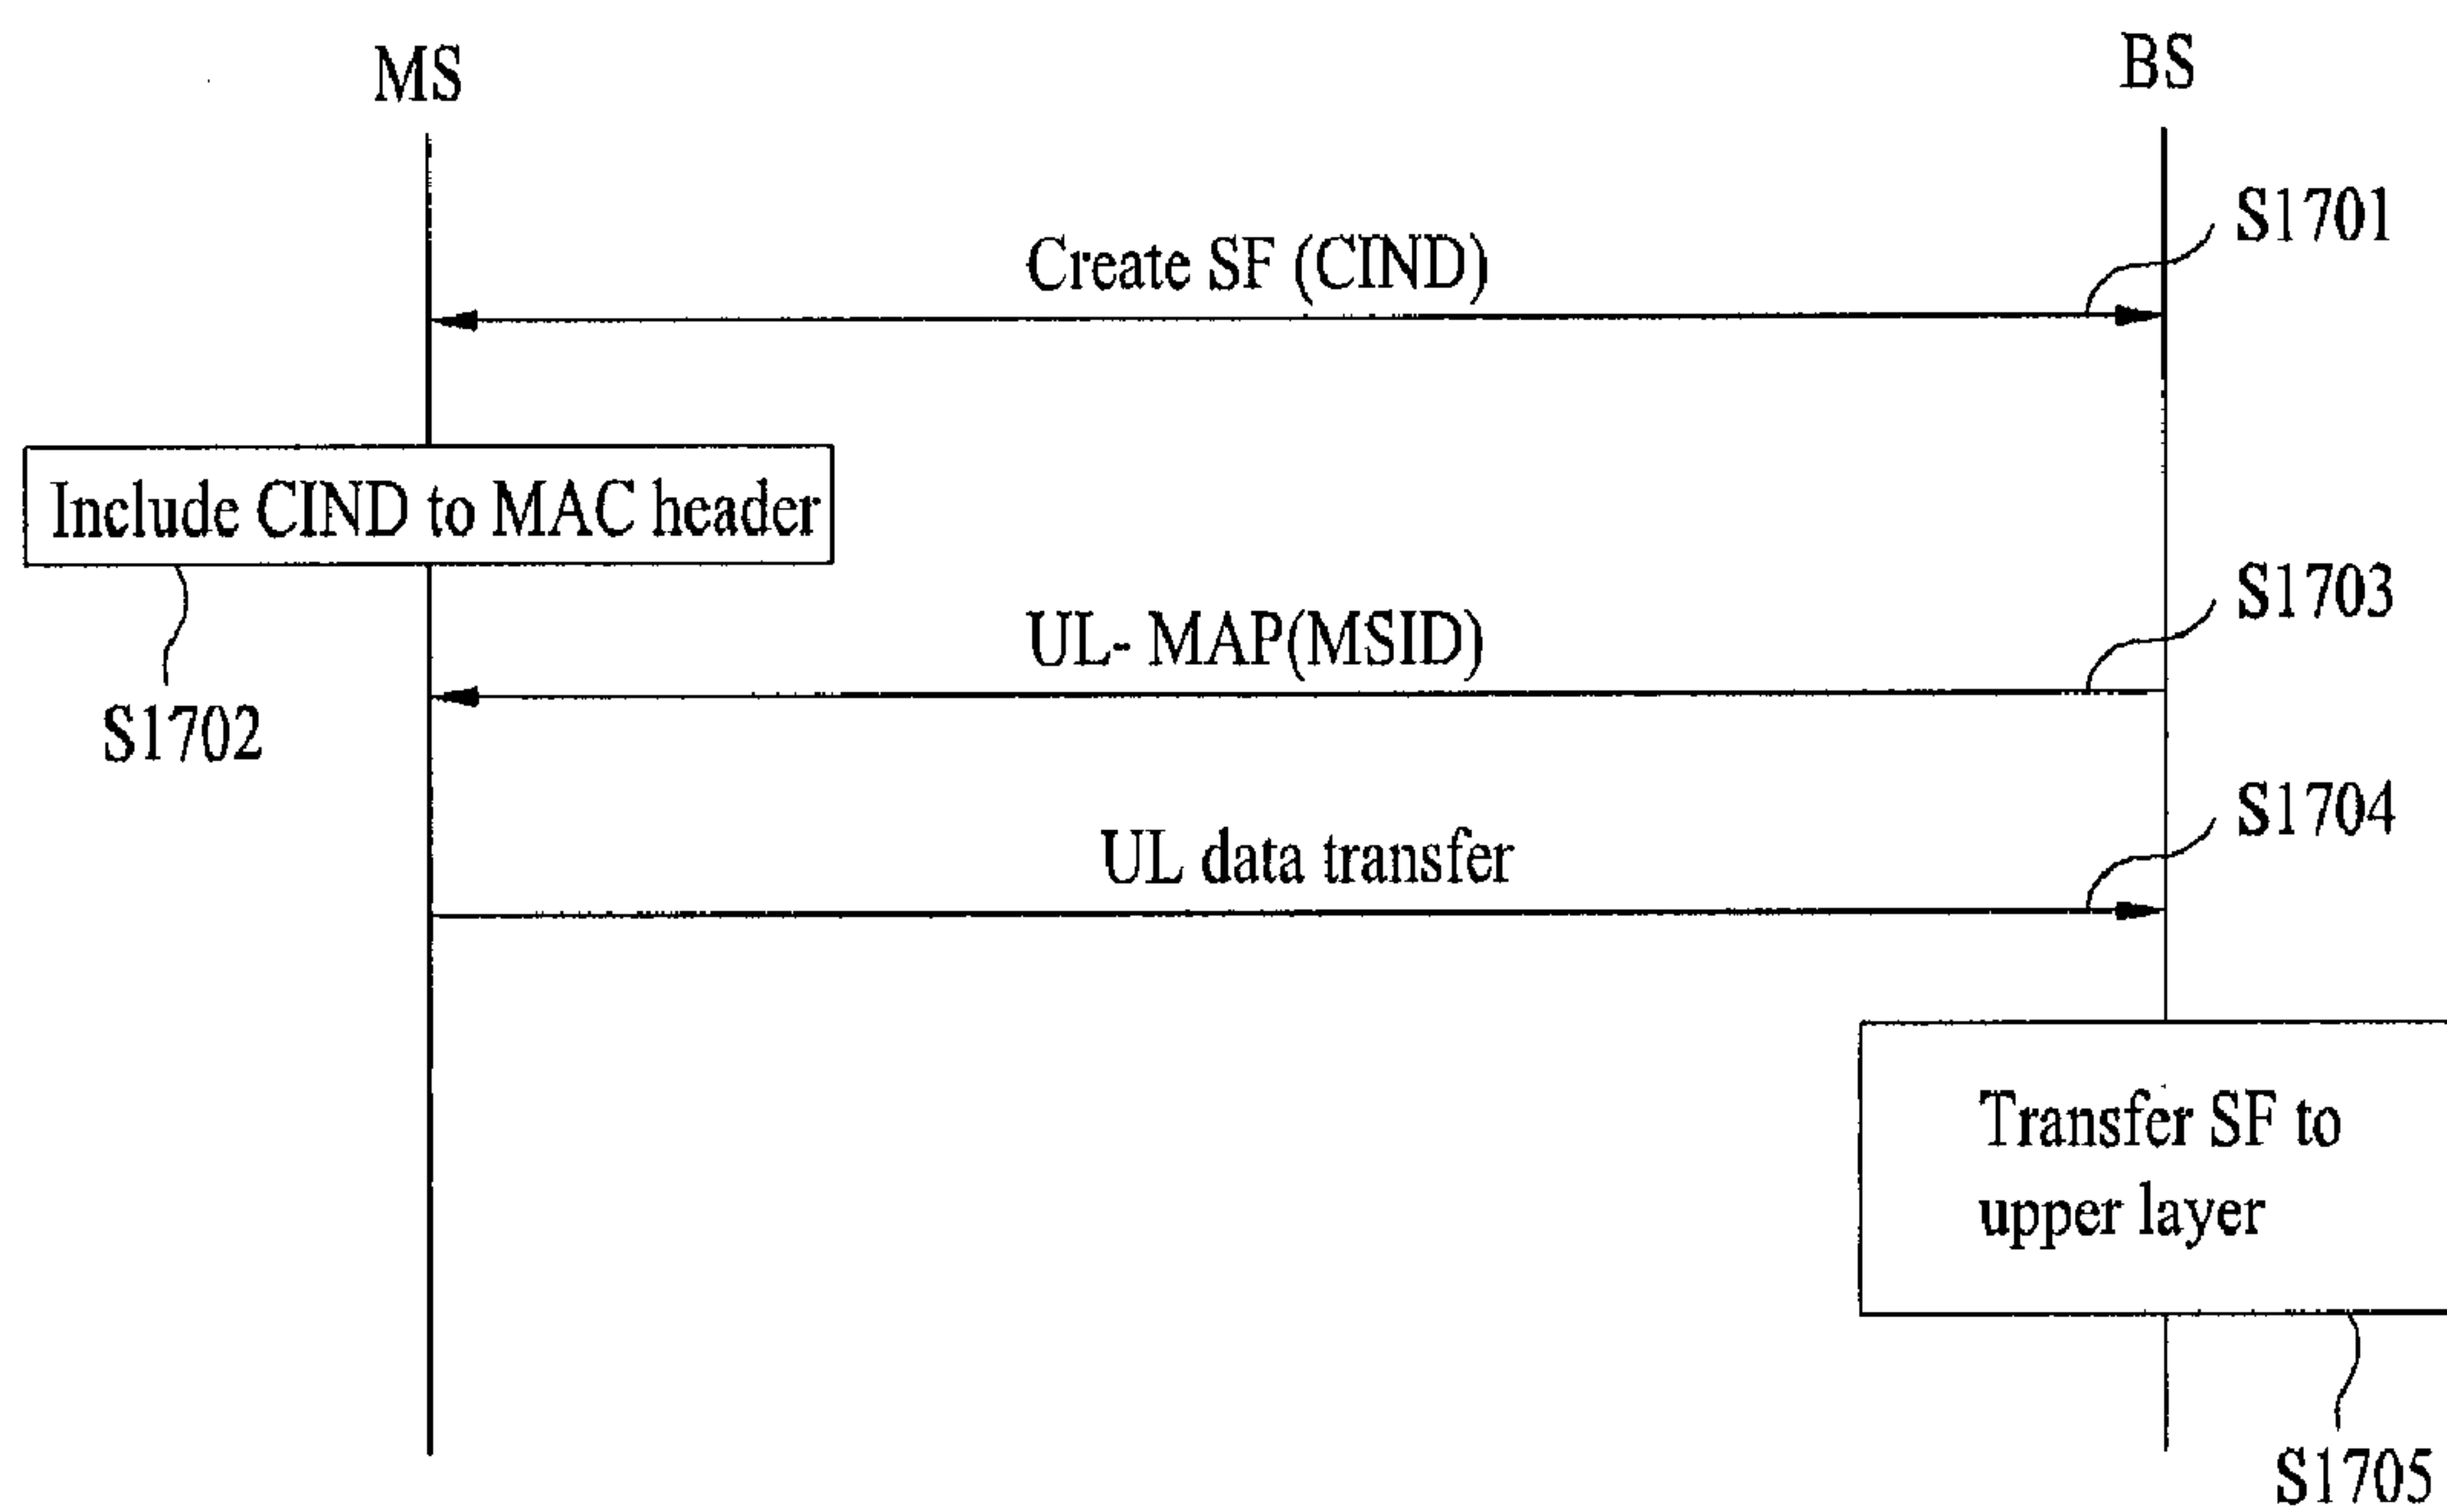 MS
BS
S1701
Create SF (CIND)
Include CIND to MAC header
S1702
S1703
UL- MAP(MSID)
S1704
UL data transfer
Transfer SF to
upper layer
S1705